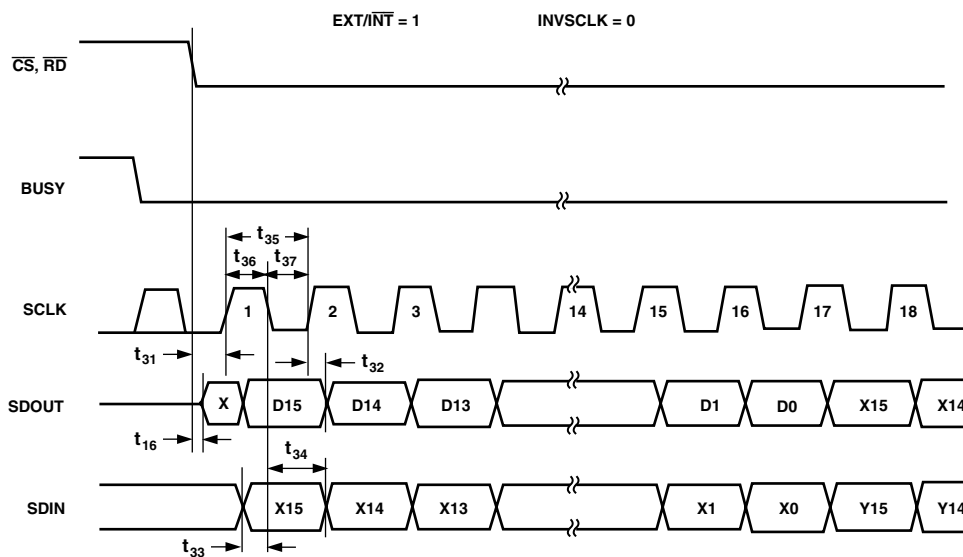 EXT/INT = 1 INVSCLK = 0
CS, RD
BUSY
t35
t36 t37
SCLK 1 2 3 14 15 16 17 18
t31
t32
SDOUT X D15 D14 D13 D1 D0 X15 X14
t16
t34
SDIN X15 X14 X13 X1 X0 Y15 Y14
t33